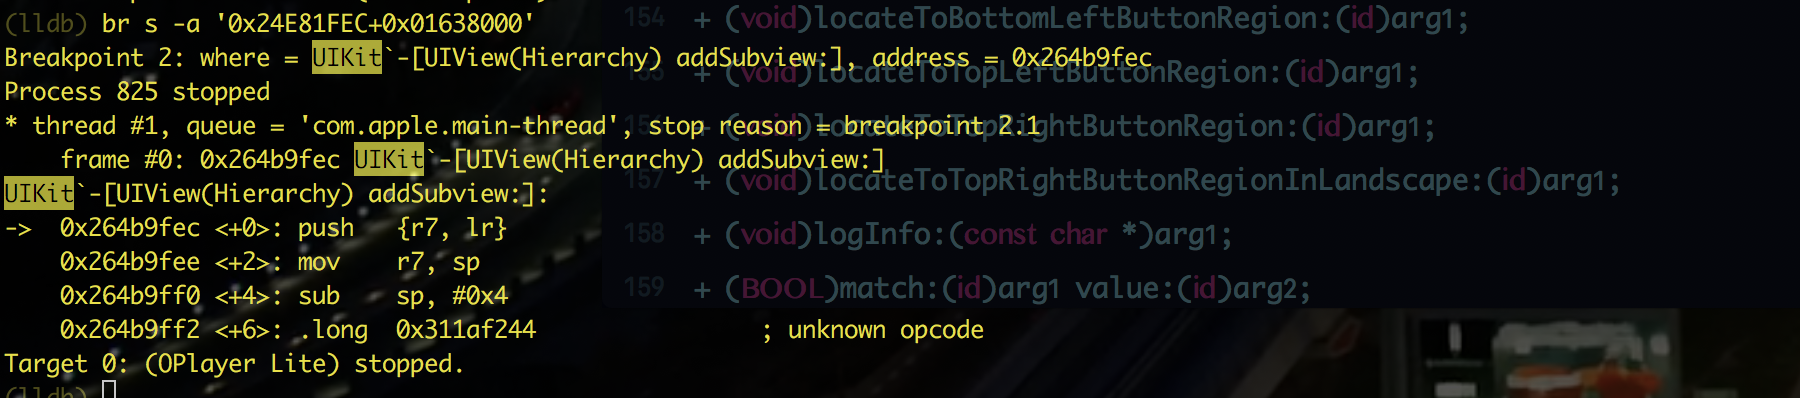 (lldb) br s -a '0x24E81FEC+0x01638000'
Breakpoint 2: where = UIKit`-[UIView(Hierarchy) addSubview:], address = 0x264b9fec
Process 825 stopped
* thread #1, queue = 'com.apple.main-thread', stop reason = breakpoint 2.1
frame #0: 0x264b9fec UIKit`-[UIView(Hierarchy) addSubview:]
UIKit`-[UIView(Hierarchy) addSubview:]:
-> 0x264b9fec <+0>: push {r7, lr}
0x264b9fee <+2>: mov r7, sp
0x264b9ff0 <+4>: sub sp, #0x4
0x264b9ff2 <+6>: .long 0x311af244 ; unknown opcode
Target 0: (OPlayer Lite) stopped.
(lldb)
154 + (void)locateToBottomLeftButtonRegion:(id)arg1;
155 + (void)locateToTopLeftButtonRegion:(id)arg1;
156 + (void)locateToTopRightButtonRegion:(id)arg1;
157 + (void)locateToTopRightButtonRegionInLandscape:(id)arg1;
158 + (void)logInfo:(const char *)arg1;
159 + (BOOL)match:(id)arg1 value:(id)arg2;